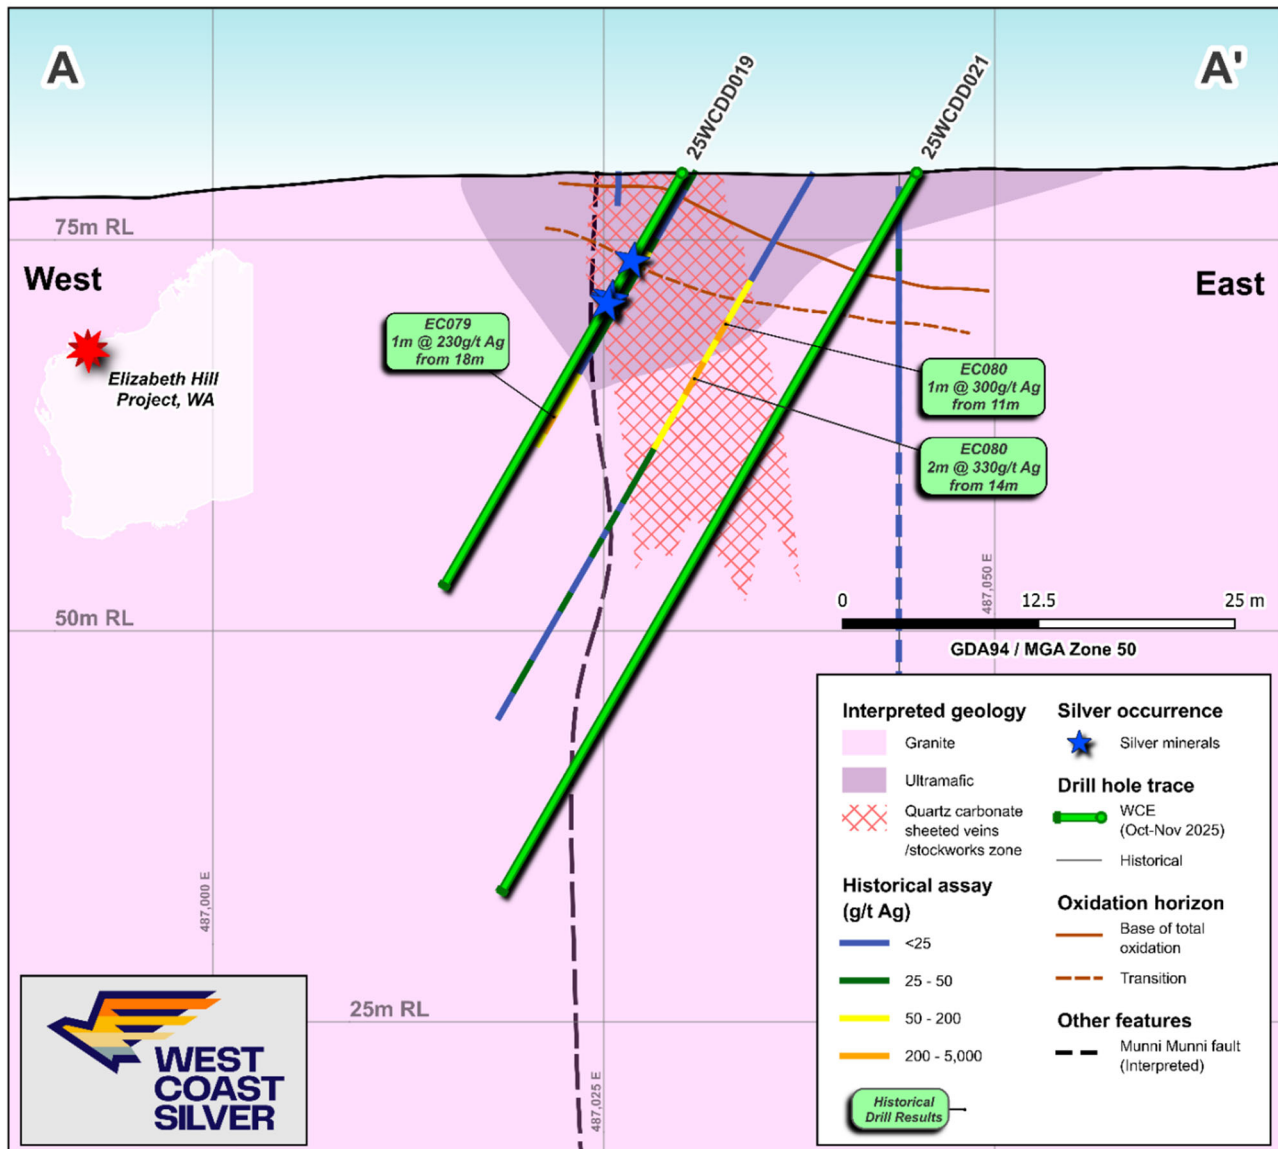 A
A'
25WCDD019
25WCDD021
75m RL
West
East
Elizabeth Hill
Project, WA
EC079
1m @ 230g/t Ag
from 18m
EC080
1m @ 300g/t Ag
from 11m
EC080
2m @ 330g/t Ag
from 14m
50m RL
487,050 E
0
12.5
25 m
GDA94 / MGA Zone 50
487,000 E
25m RL
487,025 E
Interpreted geology
Granite
Ultramafic
Quartz carbonate
sheeted veins
/stockworks zone
Historical assay
(g/t Ag)
<25
25 - 50
50 - 200
200 - 5,000
Historical
Drill Results
Silver occurrence
Silver minerals
Drill hole trace
WCE
(Oct-Nov 2025)
Historical
Oxidation horizon
Base of total
oxidation
Transition
Other features
Munni Munni fault
(Interpreted)
WEST
COAST
SILVER